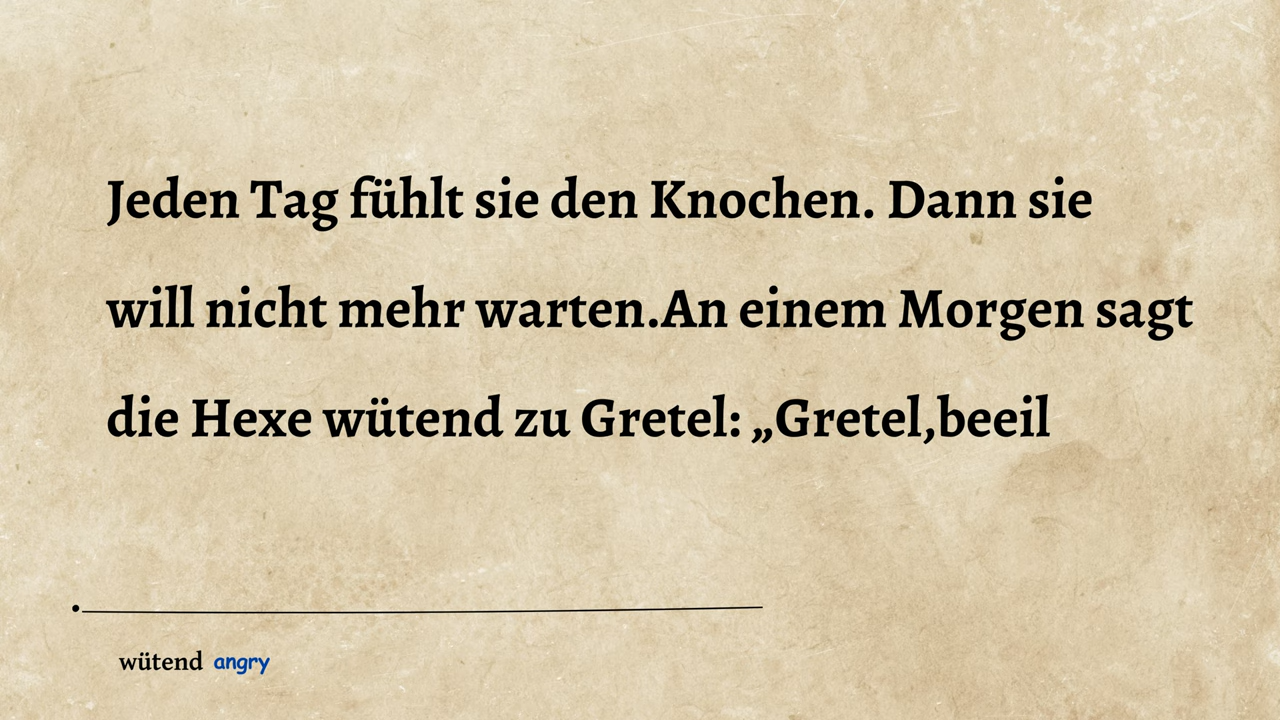 Jeden Tag fühlt sie den Knochen. Dann sie
will nicht mehr warten.An einem Morgen sagt
die Hexe wütend zu Gretel: „Gretel,beeil
wütend angry